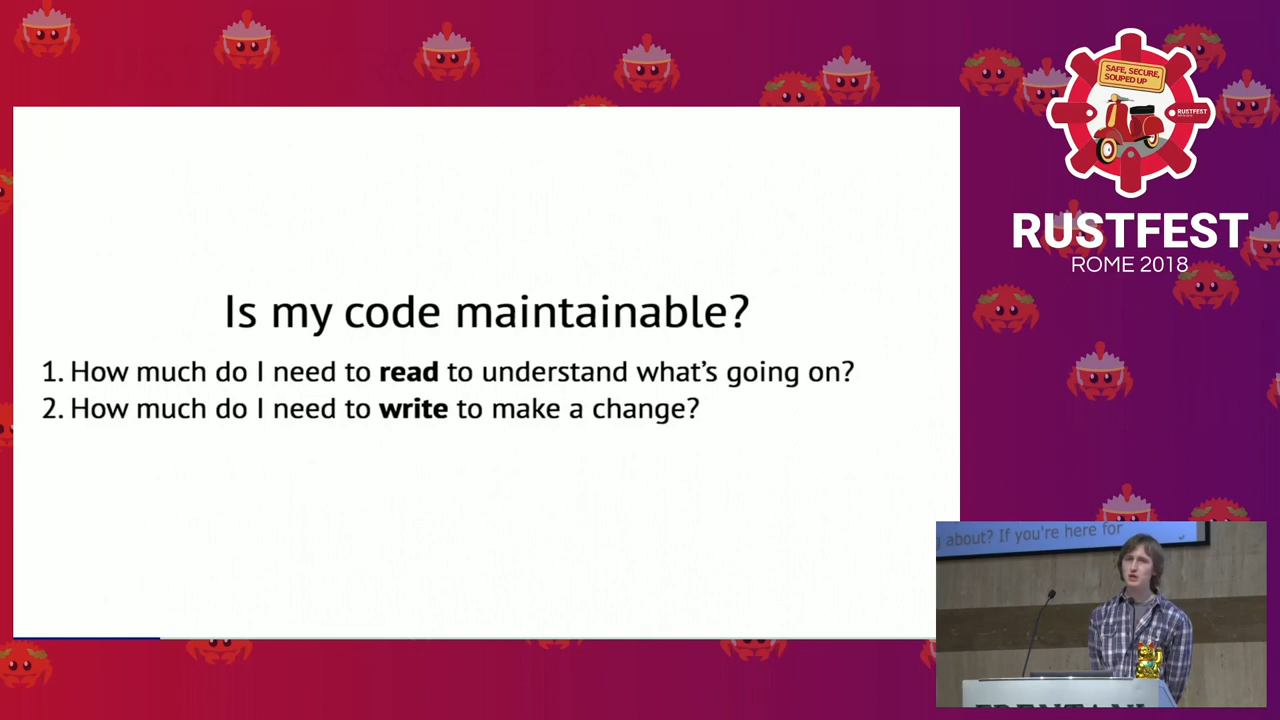 SAFE, SECURE,
SOUPED UP
RUSTFEST
RUSTFEST
ROME 2018
Is my code maintainable?
1. How much do I need to read to understand what’s going on?
2. How much do I need to write to make a change?
about? If you're here for